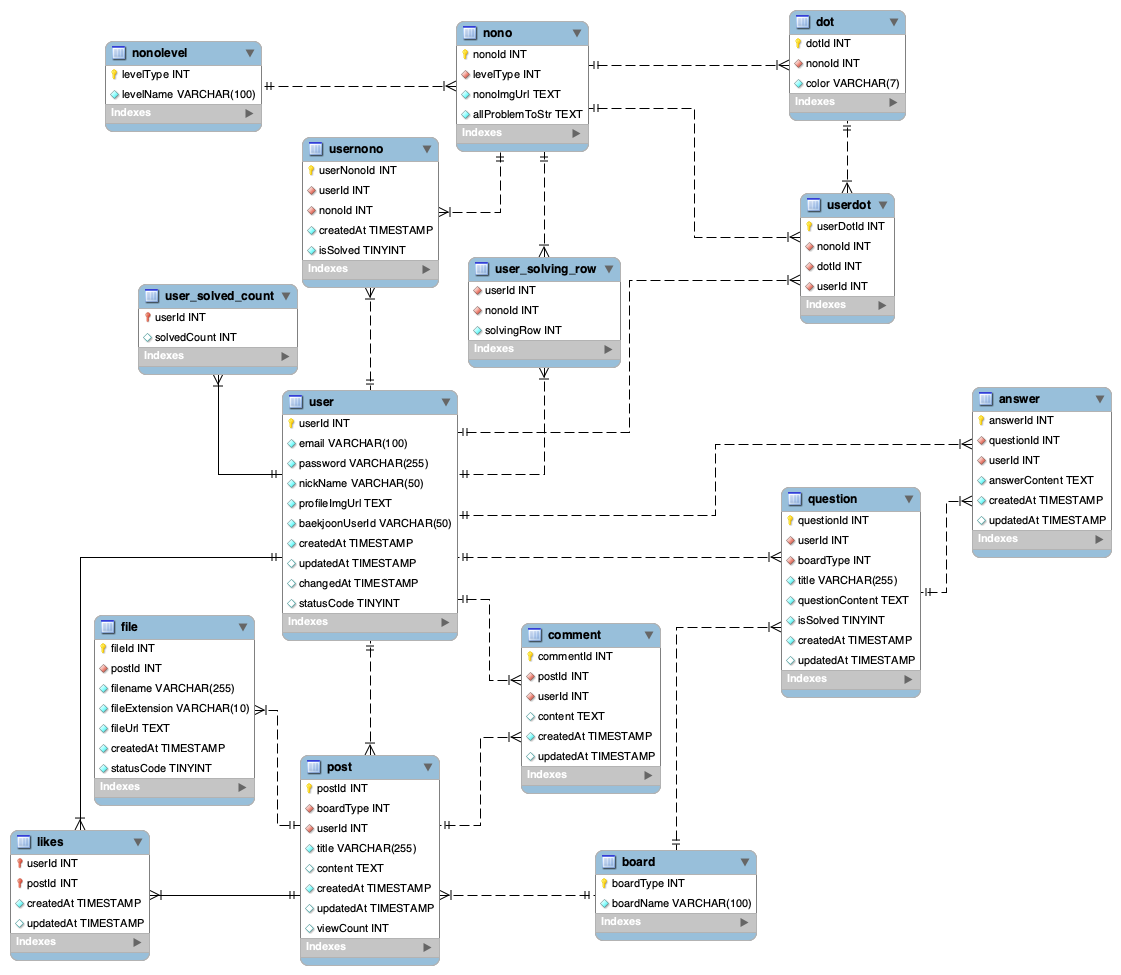 nonolevel
levelType INT
levelName VARCHAR(100)
Indexes
nono
nonoId INT
levelType INT
nonoImgUrl TEXT
allProblemToStr TEXT
Indexes
dot
dotId INT
nonoId INT
color VARCHAR(7)
Indexes
usernono
userNonoId INT
userId INT
nonoId INT
createdAt TIMESTAMP
isSolved TINYINT
Indexes
userdot
userDotId INT
nonoId INT
dotId INT
userId INT
Indexes
user_solved_count
userId INT
solvedCount INT
Indexes
user_solving_row
userId INT
nonoId INT
solvingRow INT
Indexes
user
userId INT
email VARCHAR(100)
password VARCHAR(255)
nickName VARCHAR(50)
profileImgUrl TEXT
baekjoonUserId VARCHAR(50)
createdAt TIMESTAMP
updatedAt TIMESTAMP
changedAt TIMESTAMP
statusCode TINYINT
Indexes
answer
answerId INT
questionId INT
userId INT
answerContent TEXT
createdAt TIMESTAMP
updatedAt TIMESTAMP
Indexes
question
questionId INT
userId INT
boardType INT
title VARCHAR(255)
questionContent TEXT
isSolved TINYINT
createdAt TIMESTAMP
updatedAt TIMESTAMP
Indexes
file
fileId INT
postId INT
filename VARCHAR(255)
fileExtension VARCHAR(10)
fileUrl TEXT
createdAt TIMESTAMP
statusCode TINYINT
Indexes
comment
commentId INT
postId INT
userId INT
content TEXT
createdAt TIMESTAMP
updatedAt TIMESTAMP
Indexes
post
postId INT
boardType INT
userId INT
title VARCHAR(255)
content TEXT
createdAt TIMESTAMP
updatedAt TIMESTAMP
viewCount INT
Indexes
likes
userId INT
postId INT
createdAt TIMESTAMP
updatedAt TIMESTAMP
Indexes
board
boardType INT
boardName VARCHAR(100)
Indexes